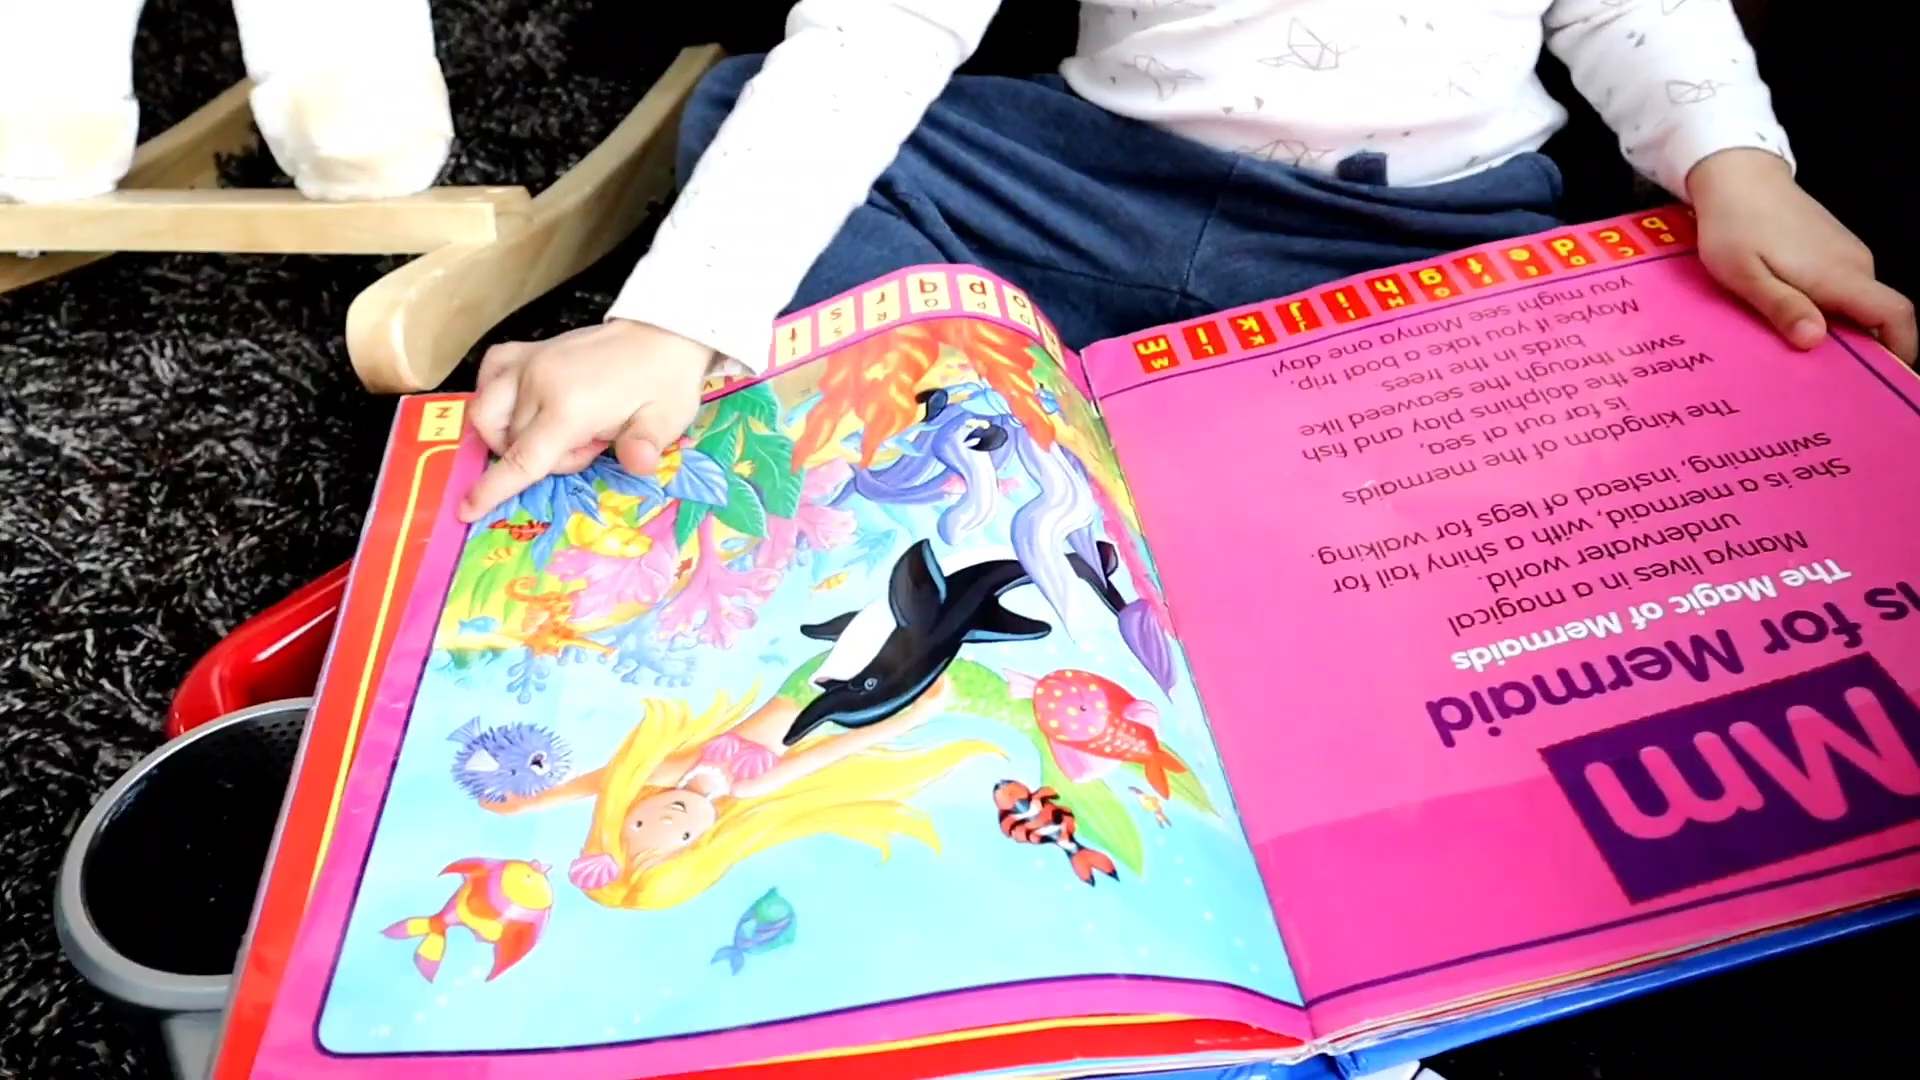 Mm
is for Mermaid
The Magic of Mermaids
Manya lives in a magical
underwater world.
She is a mermaid, with a shiny tail for
swimming, instead of legs for walking.
The kingdom of the mermaids
is far out at sea,
where the dolphins play and fish
swim through the seaweed like
birds in the trees.
Maybe if you take a boat trip,
you might see Manya one day!
b c d e f g h i j k l m
B C D E F G H I J K L M
o p q r s t
O P Q R S T
z
Z